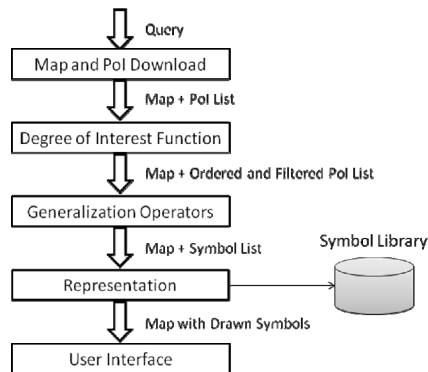 Query
Map and PoI Download
Map + PoI List
Degree of Interest Function
Map + Ordered and Filtered PoI List
Generalization Operators
Map + Symbol List
Symbol Library
Representation
Map with Drawn Symbols
User Interface